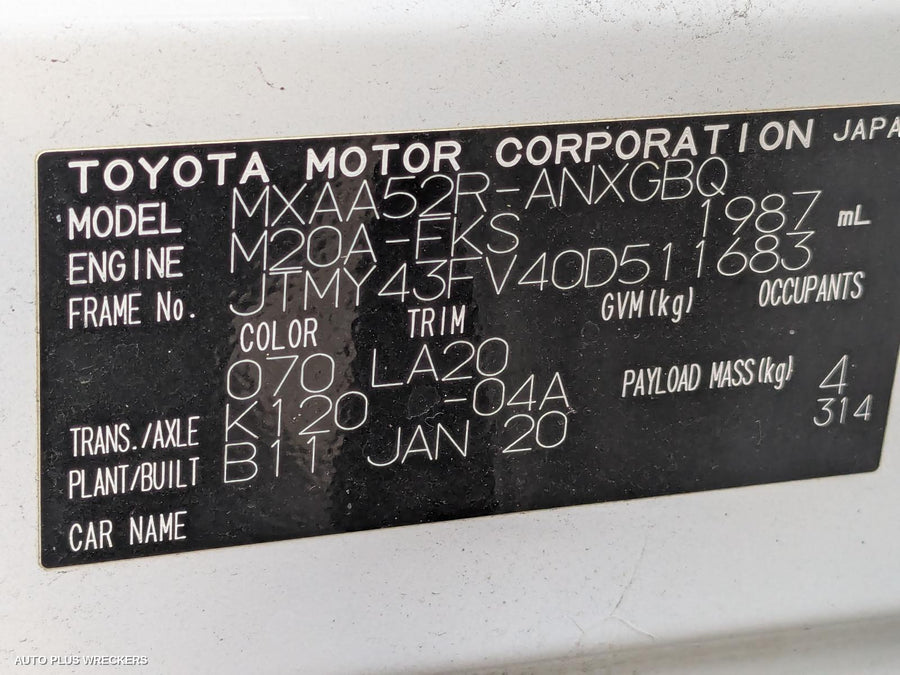 TOYOTA MOTOR CORPORATION JAPA
MODEL MXAA52R-ANXGBQ
ENGINE M20A-EKS 1987 mL
FRAME No. JTMY43FV40D511683
COLOR TRIM GVM(kg) OCCUPANTS
070 LA20
TRANS./AXLE K120 -04A PAYLOAD MASS(kg) 4
PLANT/BUILT B11 JAN 20 314
CAR NAME
AUTO PLUS WRECKERS